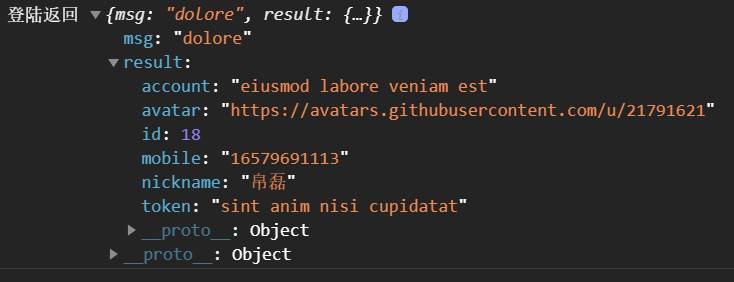 登陆返回 {msg: "dolore", result: {…}} i
msg: "dolore"
result:
account: "eiusmod labore veniam est"
avatar: "https://avatars.githubusercontent.com/u/21791621"
id: 18
mobile: "16579691113"
nickname: "帛磊"
token: "sint anim nisi cupidatat"
__proto__: Object
__proto__: Object